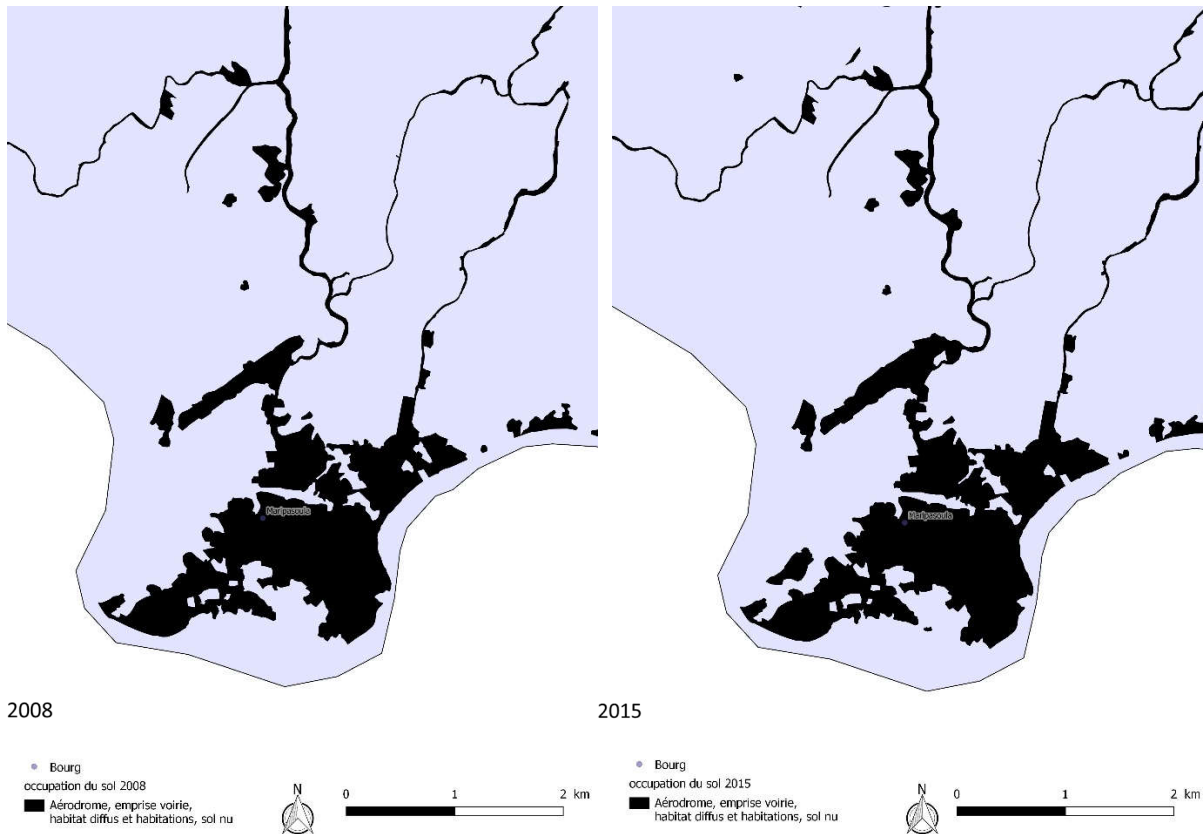 Maripasoula
Maripasoula
2008
2015
Bourg
occupation du sol 2008
Aérodrome, emprise voirie,
habitat diffus et habitations, sol nu
N
0 1 2 km
Bourg
occupation du sol 2015
Aérodrome, emprise voirie,
habitat diffus et habitations, sol nu
N
0 1 2 km